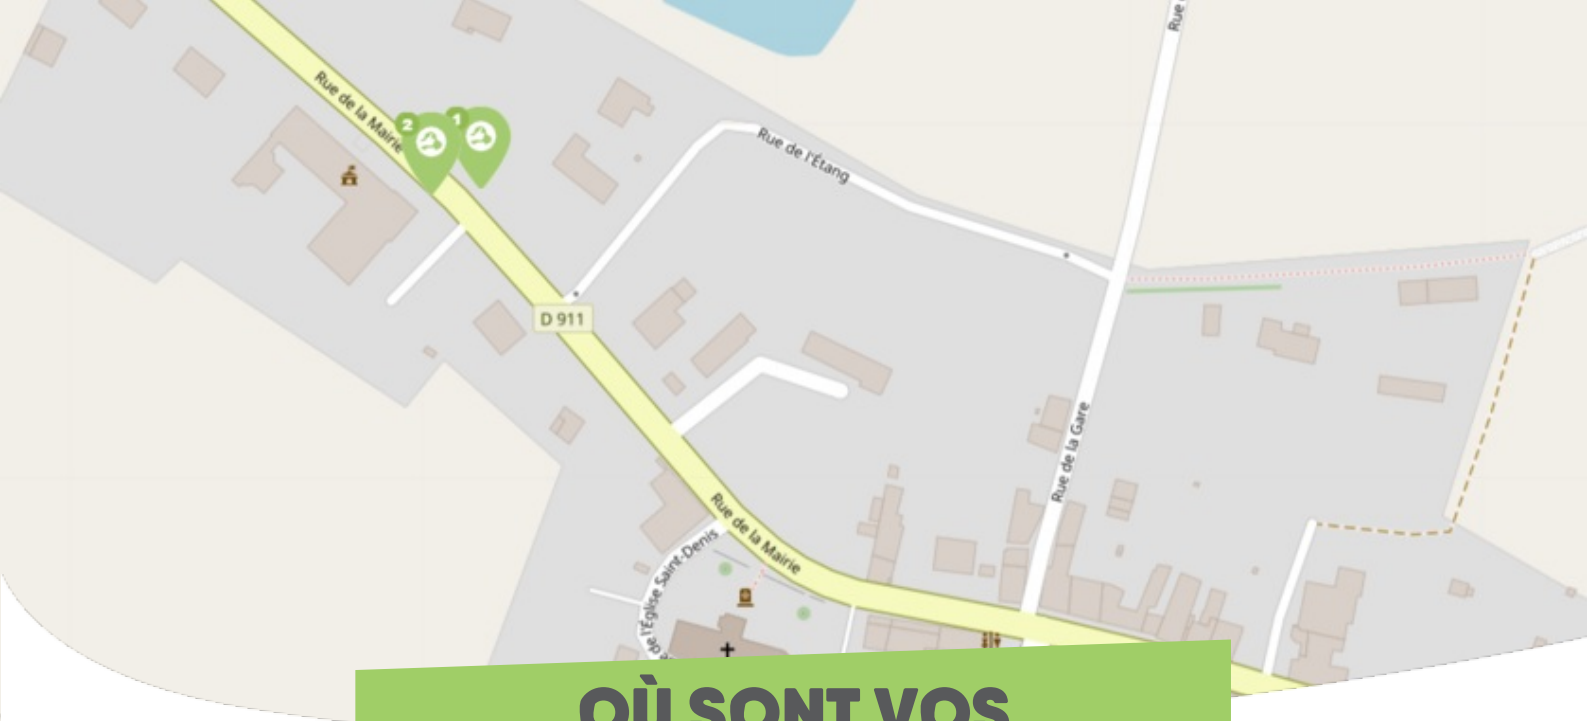 Rue
Rue de la Mairie
2
1
Rue de l'Étang
D 911
Rue de la Gare
Rue de la Mairie
de l'Église Saint-Denis
OÙ SONT VOS